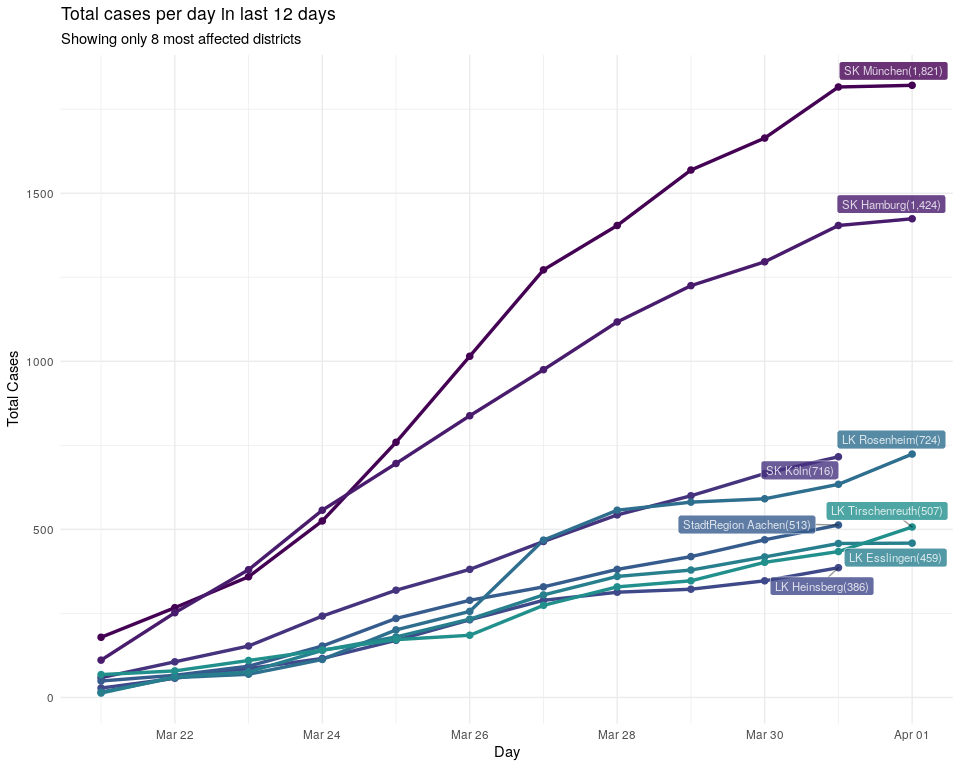 Total cases per day in last 12 days
Showing only 8 most affected districts
SK München(1,821)
1500
SK Hamburg(1,424)
1000
Total Cases
LK Rosenheim(724)
SK Köln(716)
LK Tirschenreuth(507)
StadtRegion Aachen(513)
500
LK Esslingen(459)
LK Heinsberg(386)
0
Mar 22 Mar 24 Mar 26 Mar 28 Mar 30 Apr 01
Day